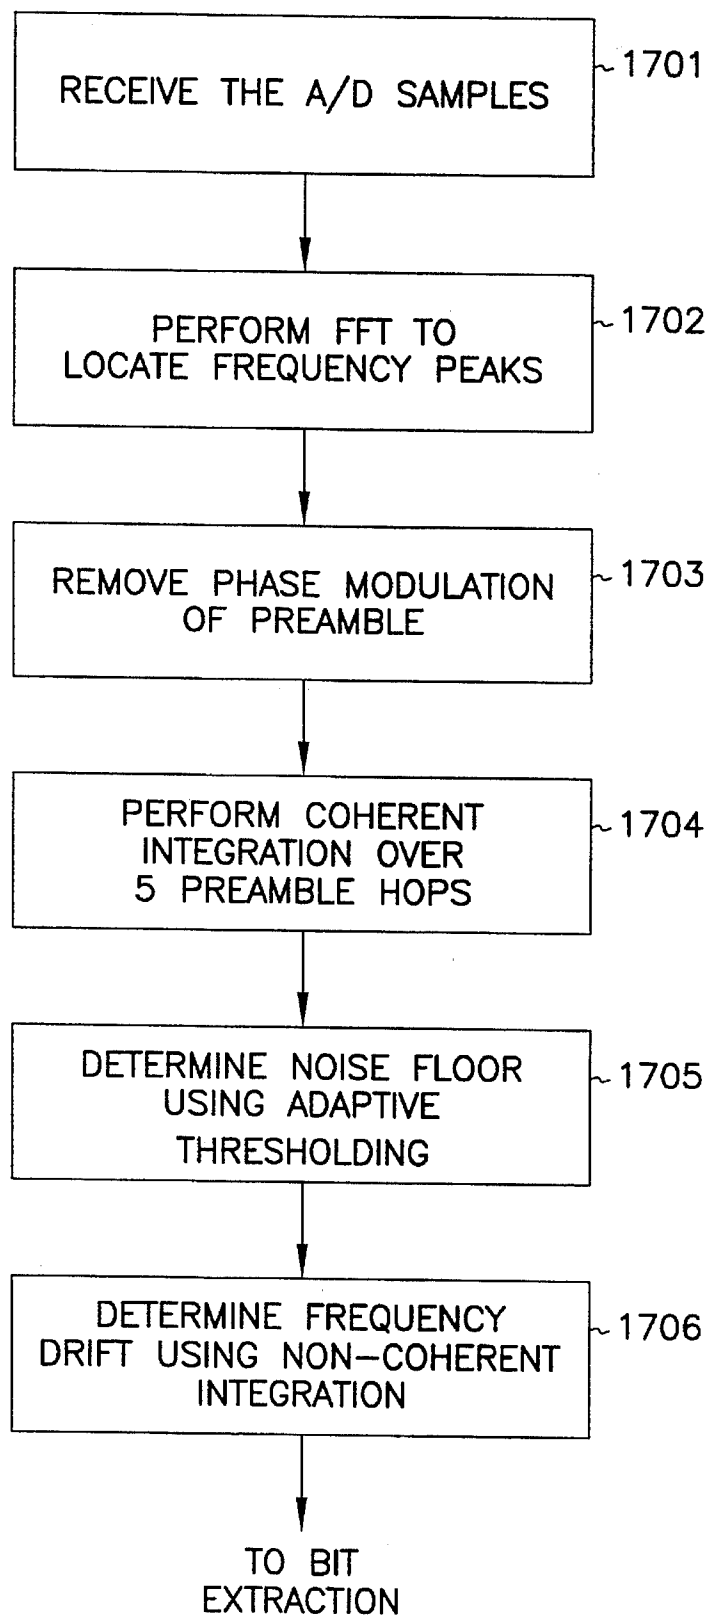 RECEIVE THE A/D SAMPLES
1701
PERFORM FFT TO
LOCATE FREQUENCY PEAKS
1702
REMOVE PHASE MODULATION
OF PREAMBLE
1703
PERFORM COHERENT
INTEGRATION OVER
5 PREAMBLE HOPS
1704
DETERMINE NOISE FLOOR
USING ADAPTIVE
THRESHOLDING
1705
DETERMINE FREQUENCY
DRIFT USING NON-COHERENT
INTEGRATION
1706
TO BIT
EXTRACTION